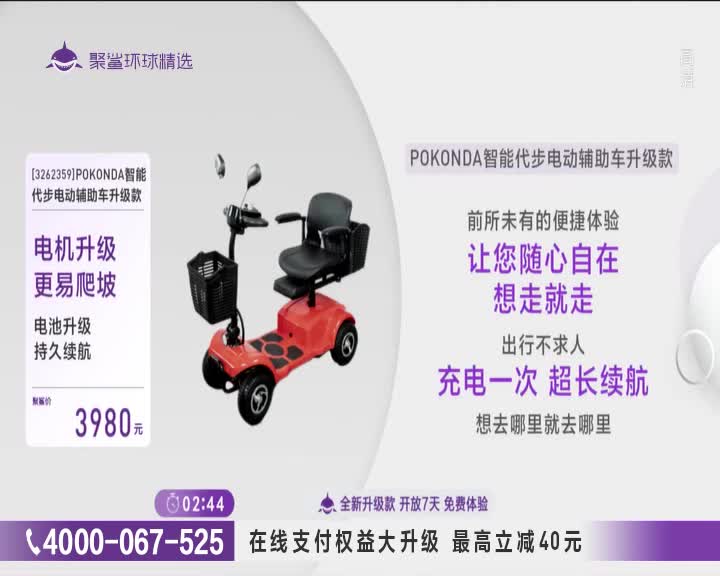 聚鲨环球精选
[3262359]POKONDA智能
代步电动辅助车升级款
电机升级
更易爬坡
电池升级
持久续航
聚鲨价
3980元
POKONDA智能代步电动辅助车升级款
前所未有的便捷体验
让您随心自在
想走就走
出行不求人
充电一次 超长续航
想去哪里就去哪里
02:44
全新升级款 开放7天 免费体验
4000-067-525
在线支付权益大升级 最高立减40元